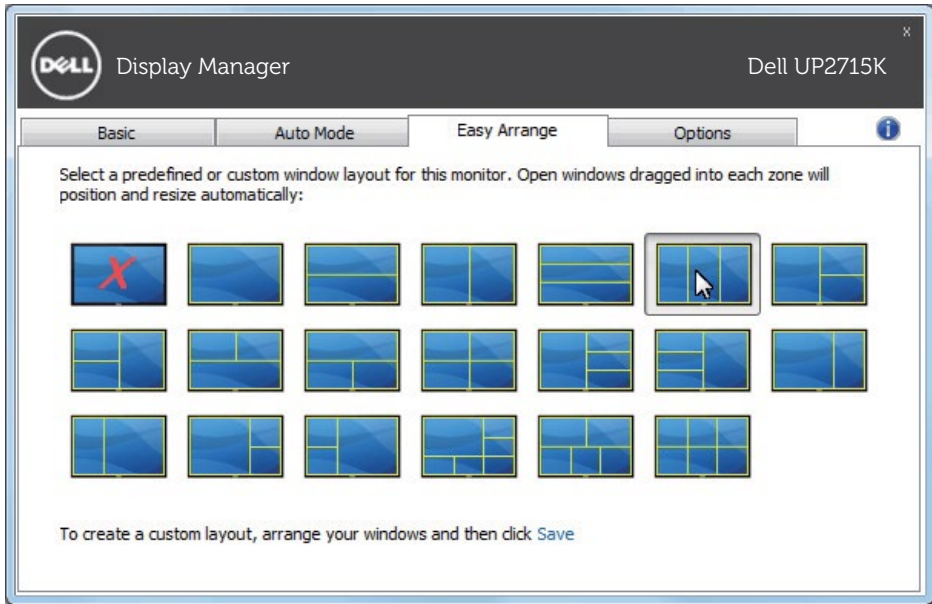 X
DELL
Display Manager
Dell UP2715K
Basic
Auto Mode
Easy Arrange
Options
i
Select a predefined or custom window layout for this monitor. Open windows dragged into each zone will
position and resize automatically:
X
To create a custom layout, arrange your windows and then click Save